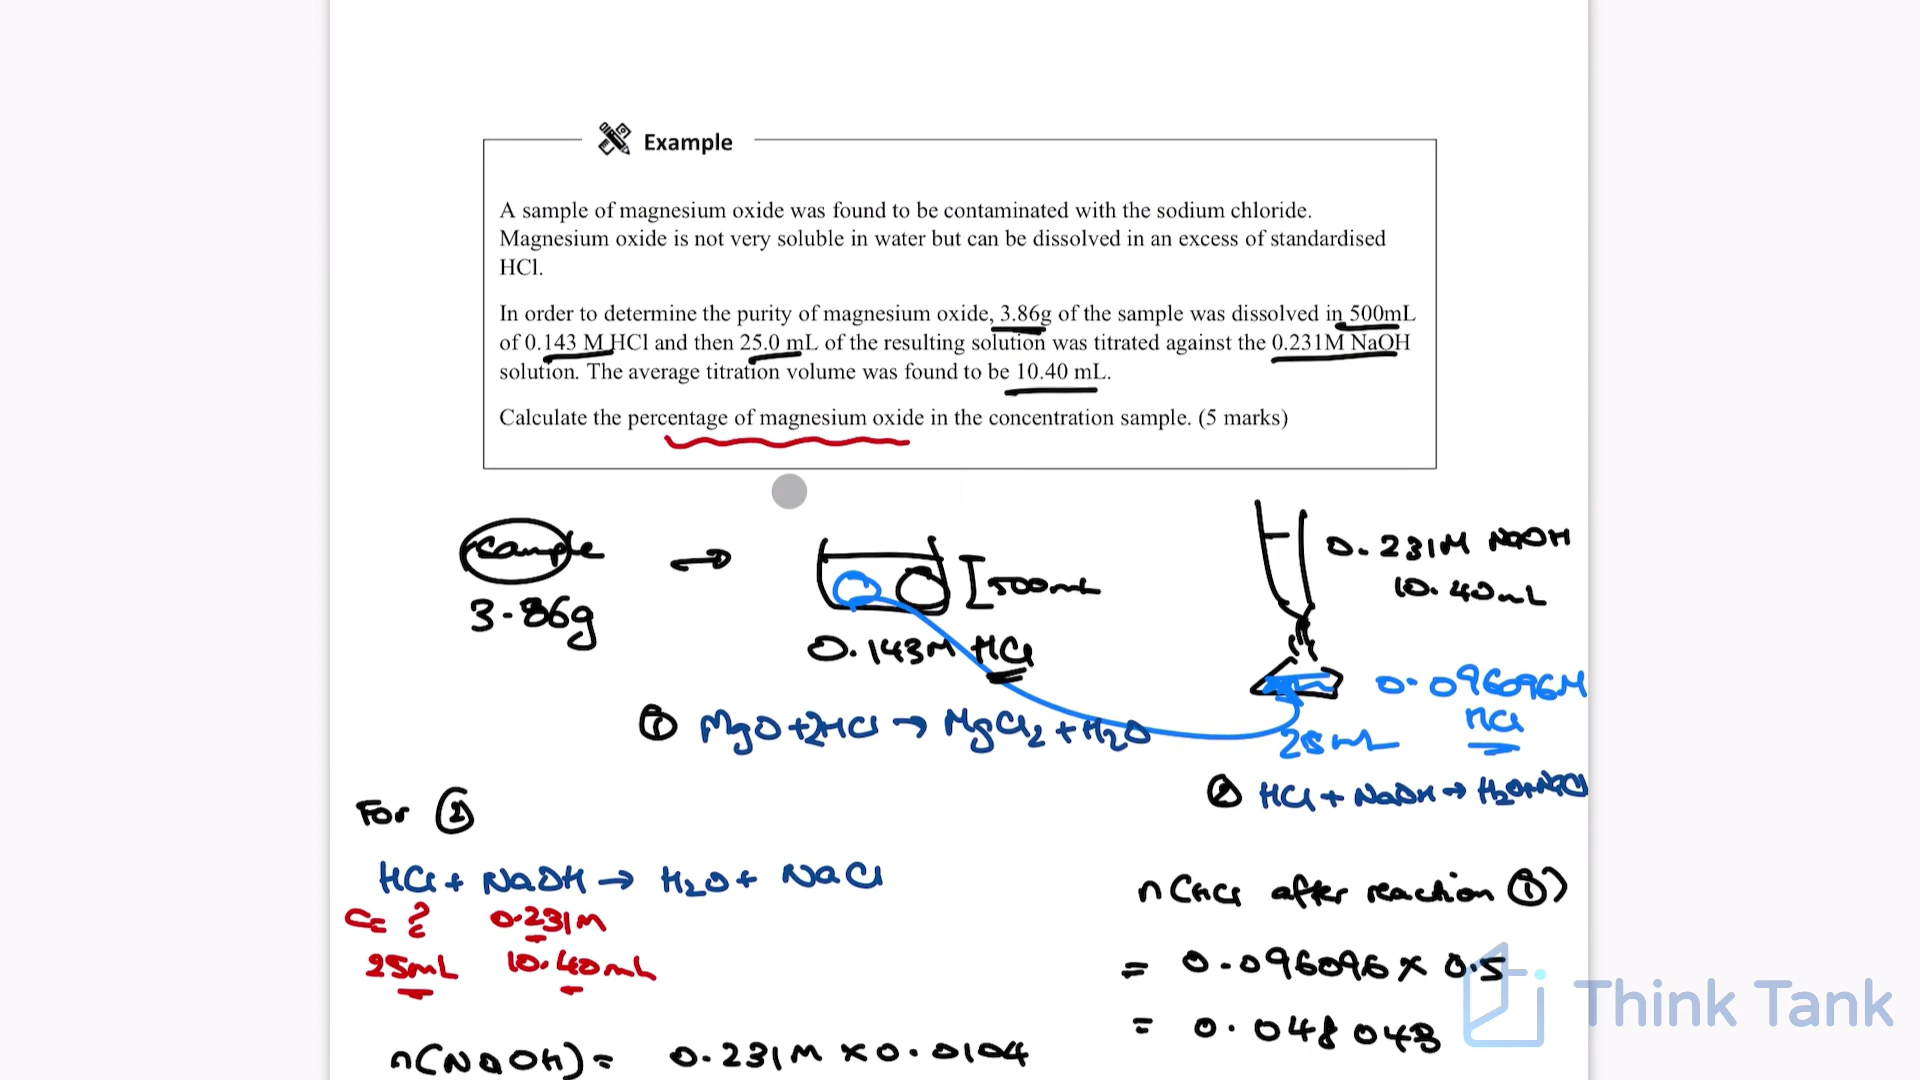 Example
A sample of magnesium oxide was found to be contaminated with the sodium chloride.
Magnesium oxide is not very soluble in water but can be dissolved in an excess of standardised
HCl.
In order to determine the purity of magnesium oxide, 3.86g of the sample was dissolved in 500mL
of 0.143 M HCl and then 25.0 mL of the resulting solution was titrated against the 0.231M NaOH
solution. The average titration volume was found to be 10.40 mL.
Calculate the percentage of magnesium oxide in the concentration sample. (5 marks)
sample
3.86g
500mL
0.143M HCl
0.231M NaOH
10.40mL
0.096096M
HCl
25mL
① MgO+2HCl → MgCl2 +H2O
② HCl + NaOH → H2O+NaCl
For ②
HCl + NaOH → H2O + NaCl
C= ? 0.231M
25mL 10.40mL
n(NaOH) = 0.231M x 0.0104
n(HCl after reaction ①)
= 0.096096 x 0.5
= 0.048048
Think Tank